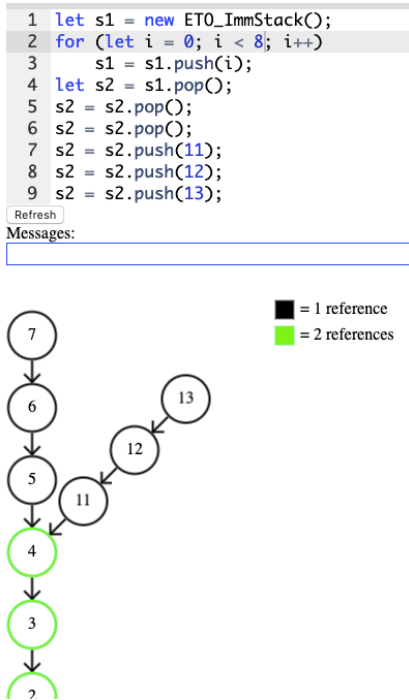 1 let s1 = new ETO_ImmStack();
2 for (let i = 0; i < 8; i++)
3     s1 = s1.push(i);
4 let s2 = s1.pop();
5 s2 = s2.pop();
6 s2 = s2.pop();
7 s2 = s2.push(11);
8 s2 = s2.push(12);
9 s2 = s2.push(13);
Refresh
Messages:
= 1 reference
= 2 references
7
6
13
12
5
11
4
3
2